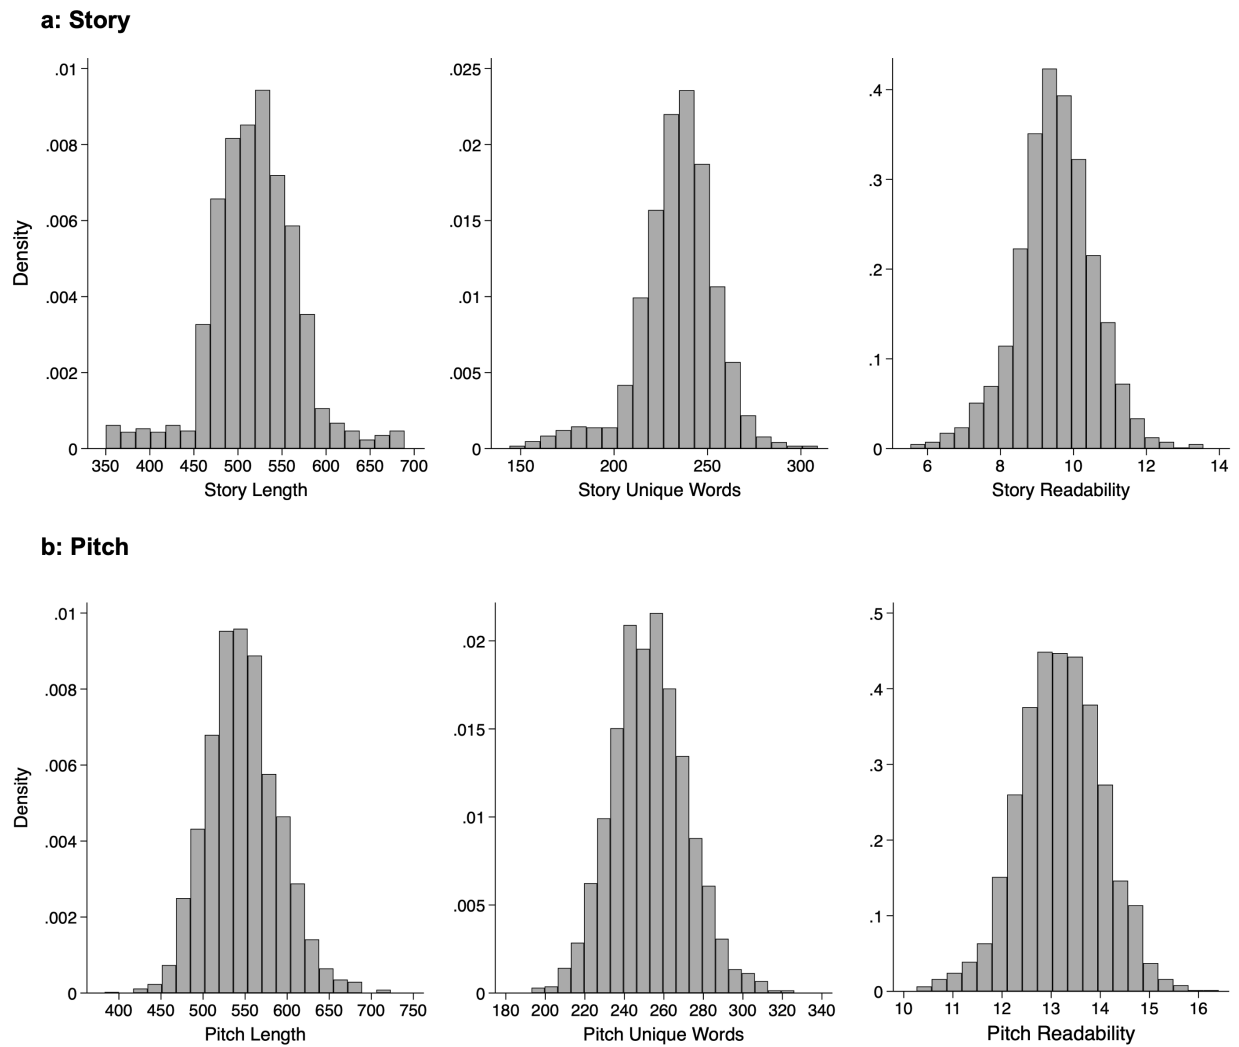 a: Story
Density
.01
.008
.006
.004
.002
0
350 400 450 500 550 600 650 700
Story Length
.025
.02
.015
.01
.005
0
150 200 250 300
Story Unique Words
.4
.3
.2
.1
0
6 8 10 12 14
Story Readability
b: Pitch
Density
.01
.008
.006
.004
.002
0
400 450 500 550 600 650 700 750
Pitch Length
.02
.015
.01
.005
0
180 200 220 240 260 280 300 320 340
Pitch Unique Words
.5
.4
.3
.2
.1
0
10 11 12 13 14 15 16
Pitch Readability